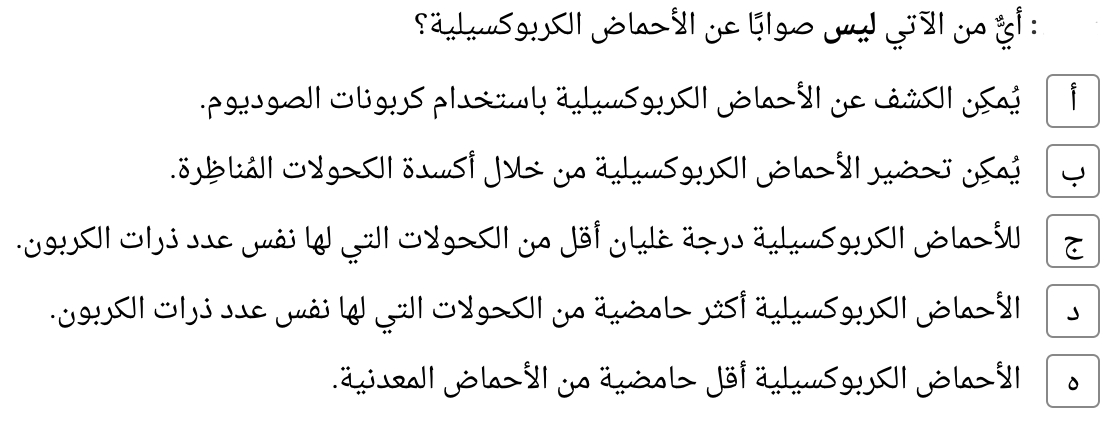 : أيٌّ من الآتي ليس صوابًا عن الأحماض الكربوكسيلية؟
أ يُمكِن الكشف عن الأحماض الكربوكسيلية باستخدام كربونات الصوديوم.
ب يُمكِن تحضير الأحماض الكربوكسيلية من خلال أكسدة الكحولات المُناظِرة.
ج للأحماض الكربوكسيلية درجة غليان أقل من الكحولات التي لها نفس عدد ذرات الكربون.
د الأحماض الكربوكسيلية أكثر حامضية من الكحولات التي لها نفس عدد ذرات الكربون.
ه الأحماض الكربوكسيلية أقل حامضية من الأحماض المعدنية.